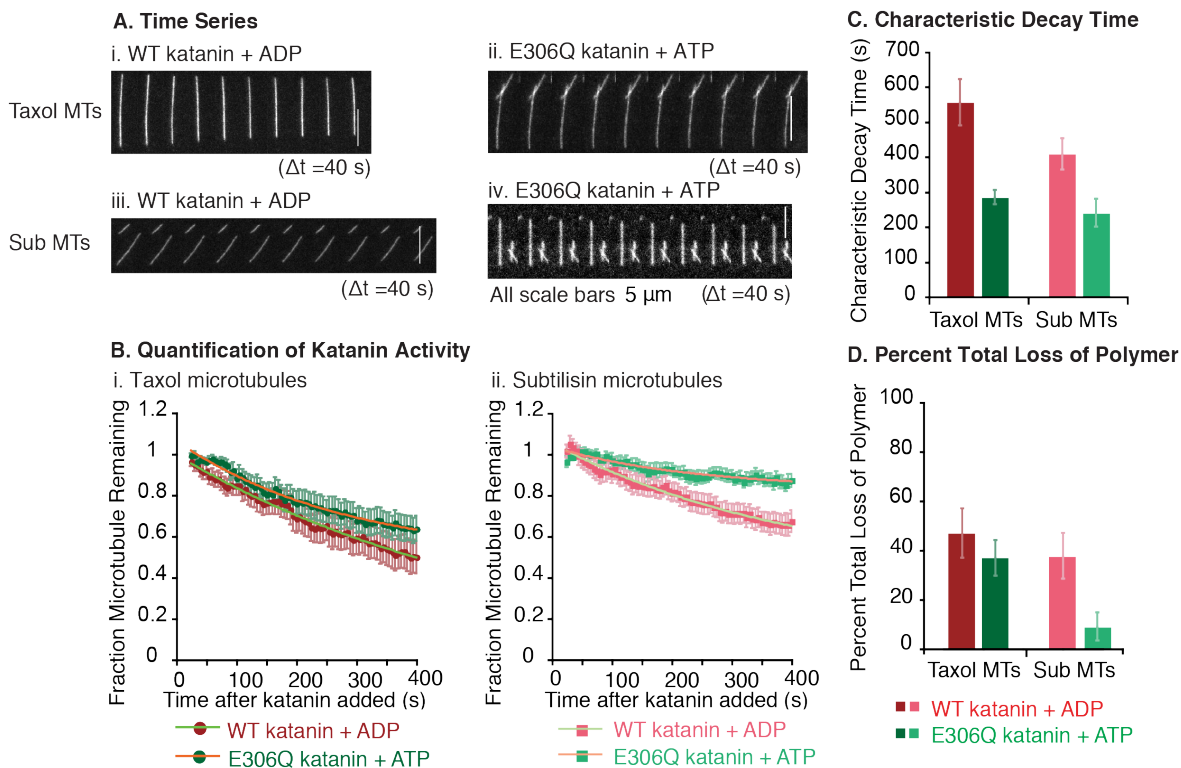 A. Time Series
i. WT katanin + ADP
ii. E306Q katanin + ATP
Taxol MTs
(Δt =40 s)
(Δt =40 s)
iii. WT katanin + ADP
iv. E306Q katanin + ATP
Sub MTs
(Δt =40 s)
All scale bars 5 μm
(Δt =40 s)
B. Quantification of Katanin Activity
i. Taxol microtubules
Fraction Microtubule Remaining
1.2
1
0.8
0.6
0.4
0.2
0
0 100 200 300 400
Time after katanin added (s)
WT katanin + ADP
E306Q katanin + ATP
ii. Subtilisin microtubules
Fraction Microtubule Remaining
1.2
1
0.8
0.6
0.4
0.2
0
0 100 200 300 400
Time after katanin added (s)
WT katanin + ADP
E306Q katanin + ATP
C. Characteristic Decay Time
Characteristic Decay Time (s)
700
600
500
400
300
200
100
0
Taxol MTs Sub MTs
D. Percent Total Loss of Polymer
Percent Total Loss of Polymer
100
80
60
40
20
0
Taxol MTs Sub MTs
WT katanin + ADP
E306Q katanin + ATP